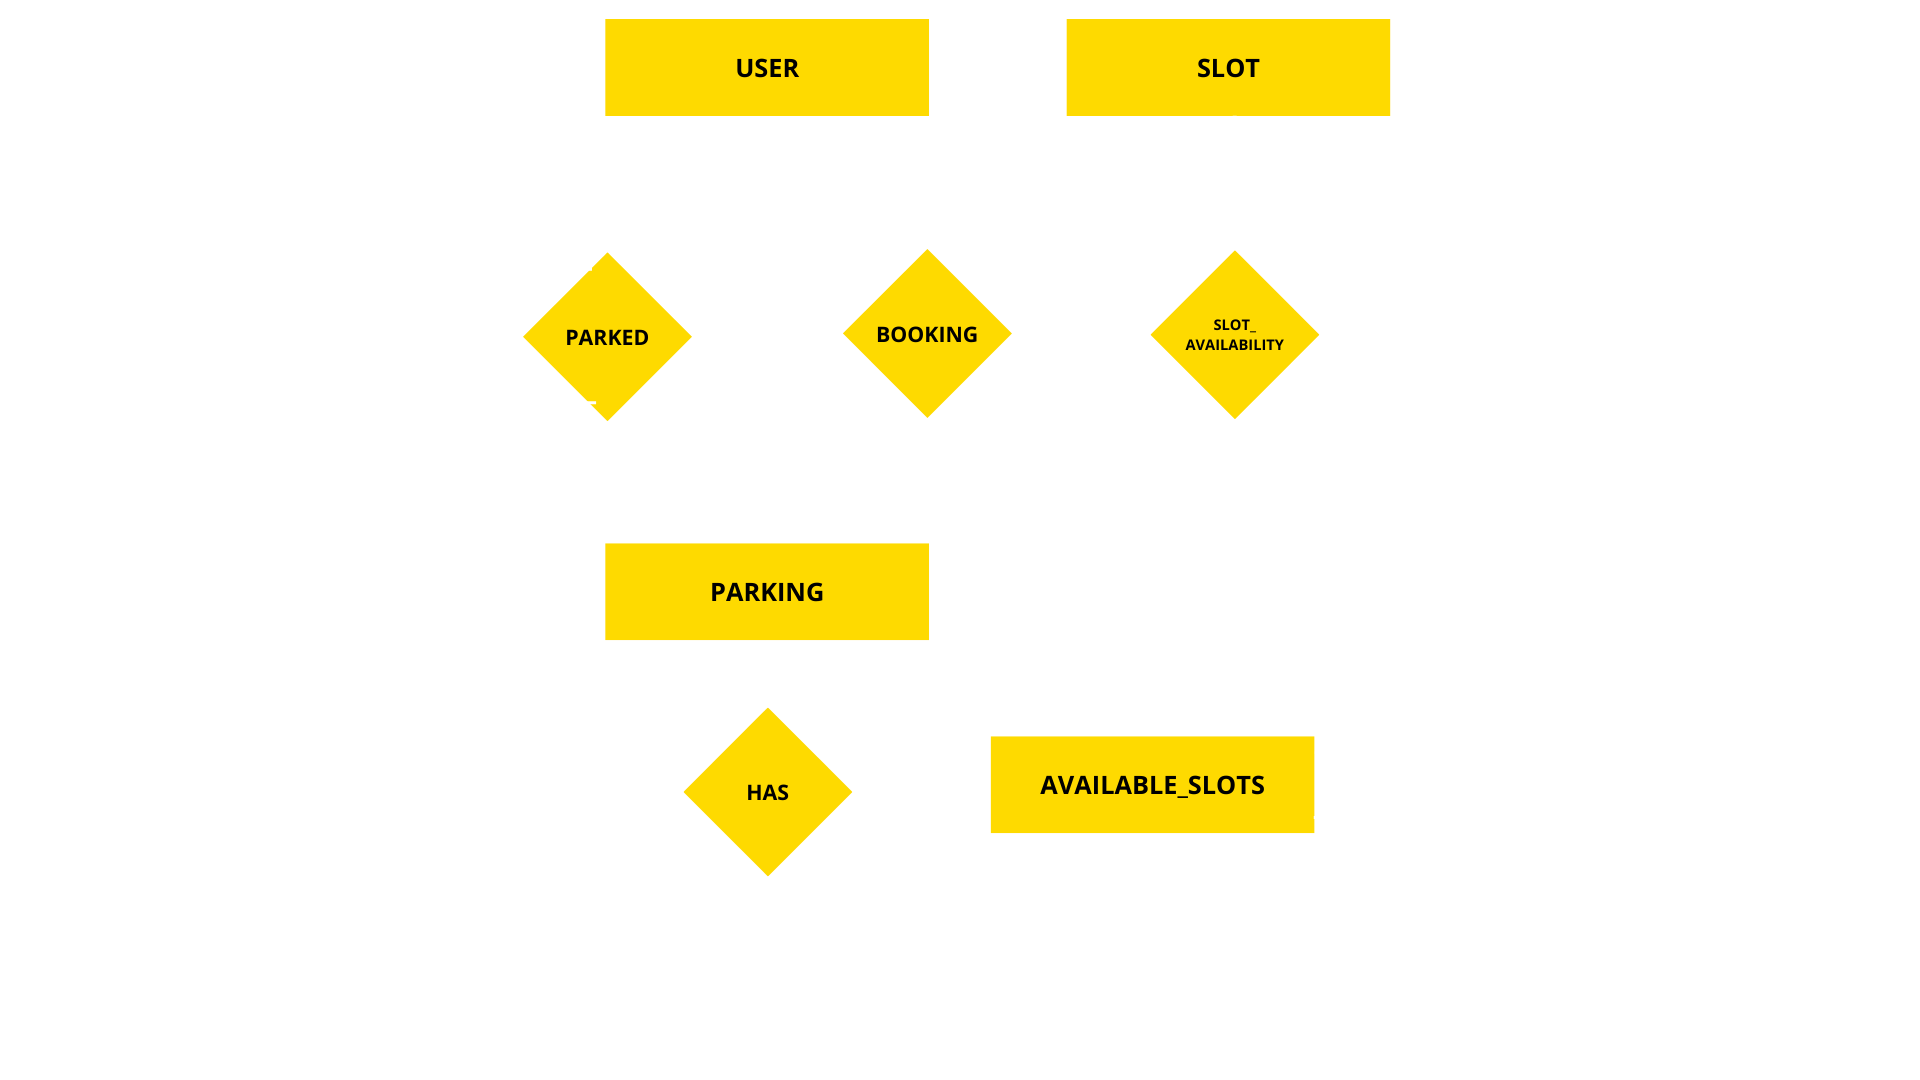 USER
SLOT
PARKED
BOOKING
SLOT_
AVAILABILITY
PARKING
HAS
AVAILABLE_SLOTS